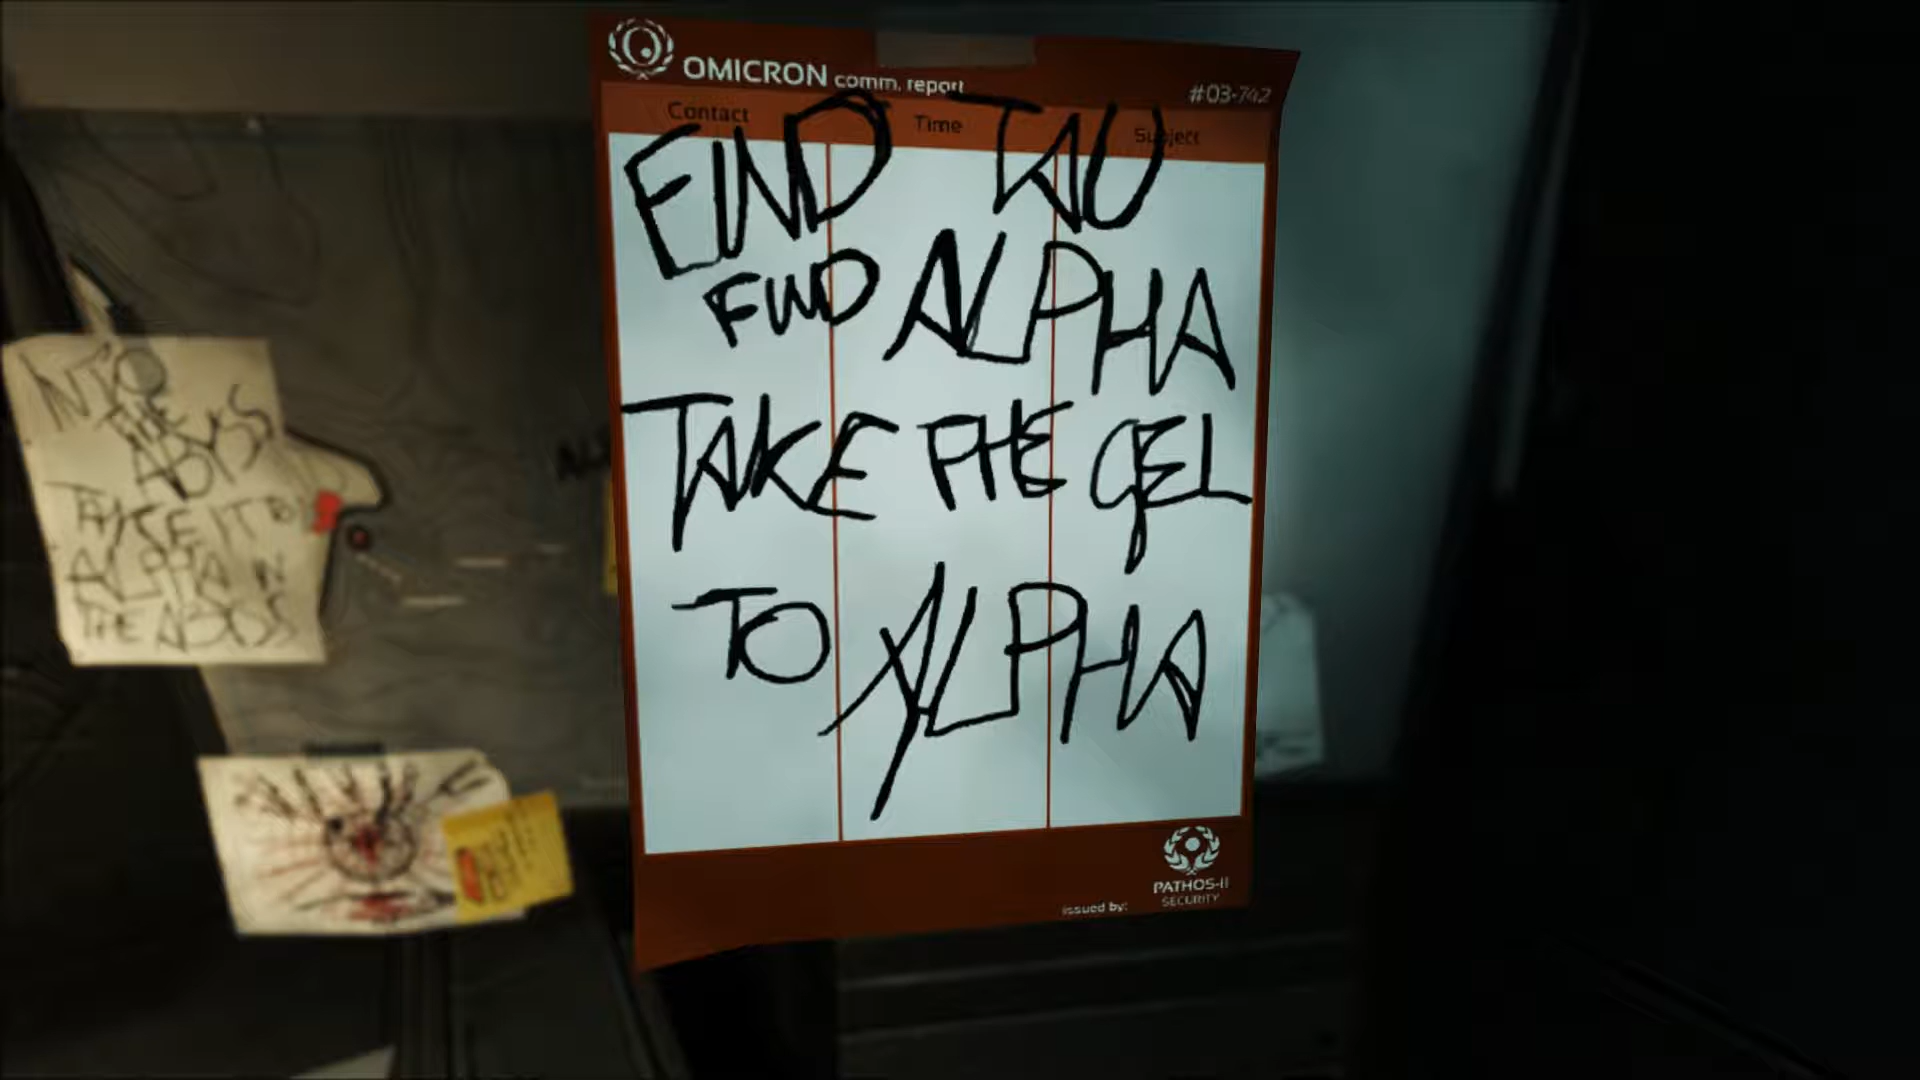 OMICRON comm. report
#03-742
Contact Time Subject
FIND TAU
FIND ALPHA
TAKE THE GEL
TO ALPHA
issued by:
PATHOS-II
SECURITY
INTO
THE
ABYSS
TAKE IT TO
ALPHA IN
THE